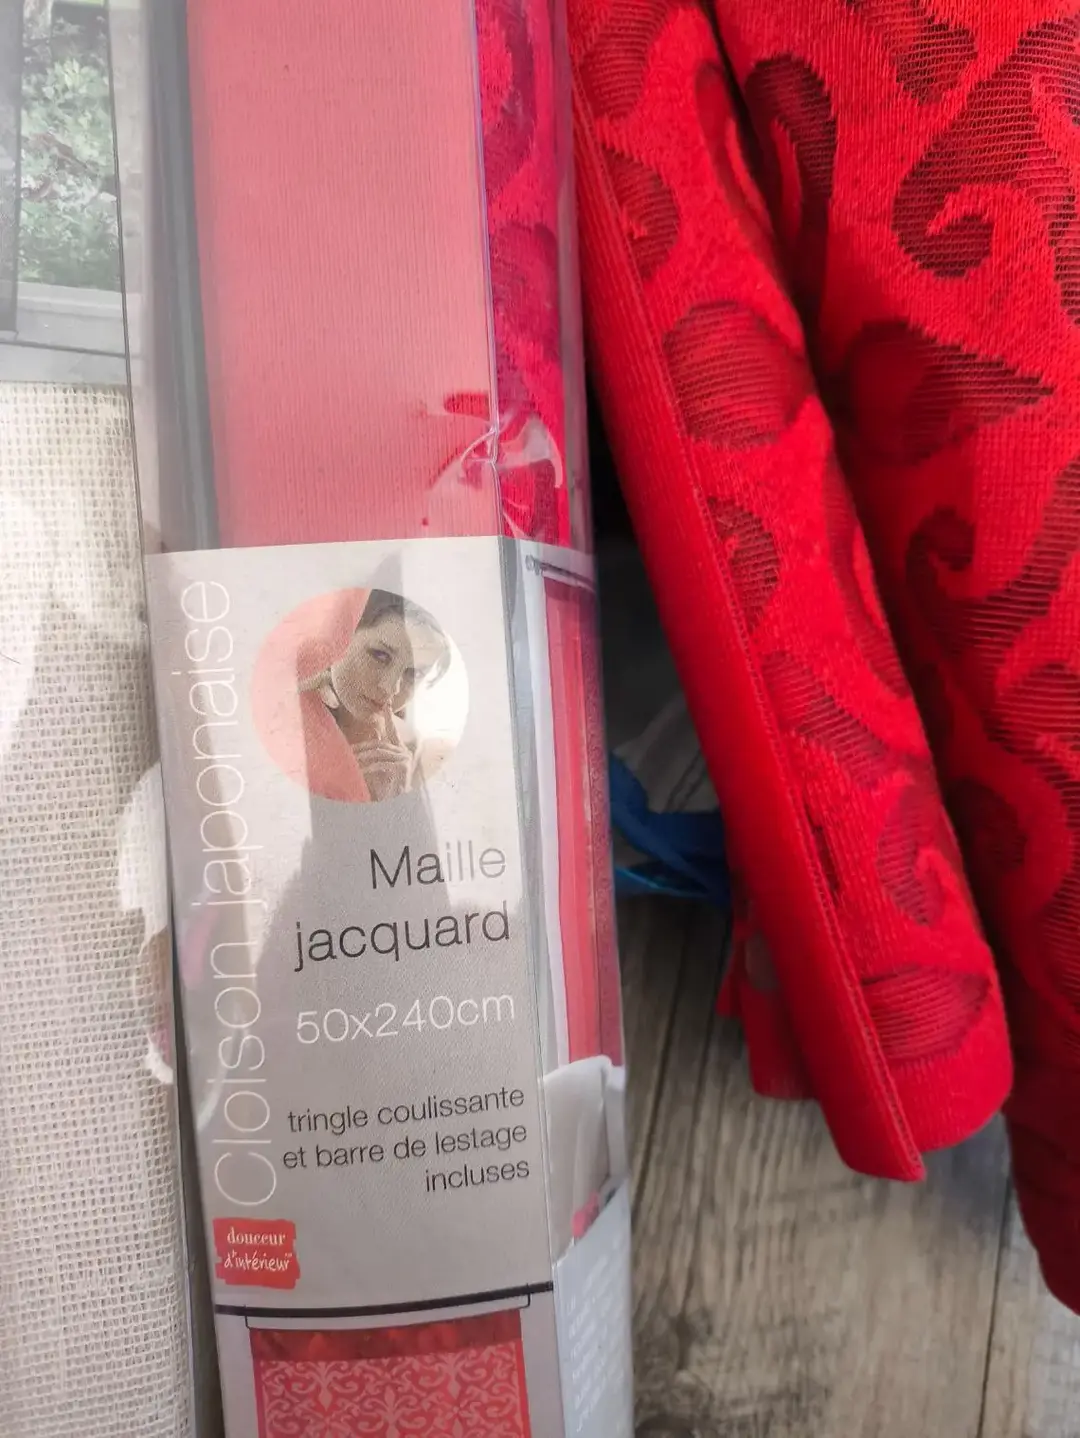 Cloison japonaise
Maille
jacquard
50x240cm
tringle coulissante
et barre de lestage
incluses
douceur
d'intérieur